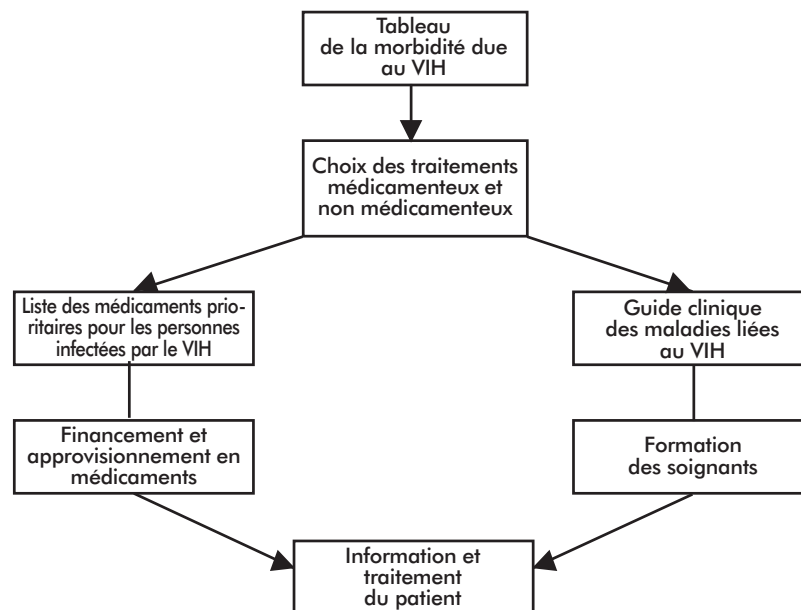 Tableau
de la morbidité due
au VIH
Choix des traitements
médicamenteux et
non médicamenteux
Liste des médicaments prio-
ritaires pour les personnes
infectées par le VIH
Guide clinique
des maladies liées
au VIH
Financement et
approvisionnement en
médicaments
Formation
des soignants
Information et
traitement
du patient